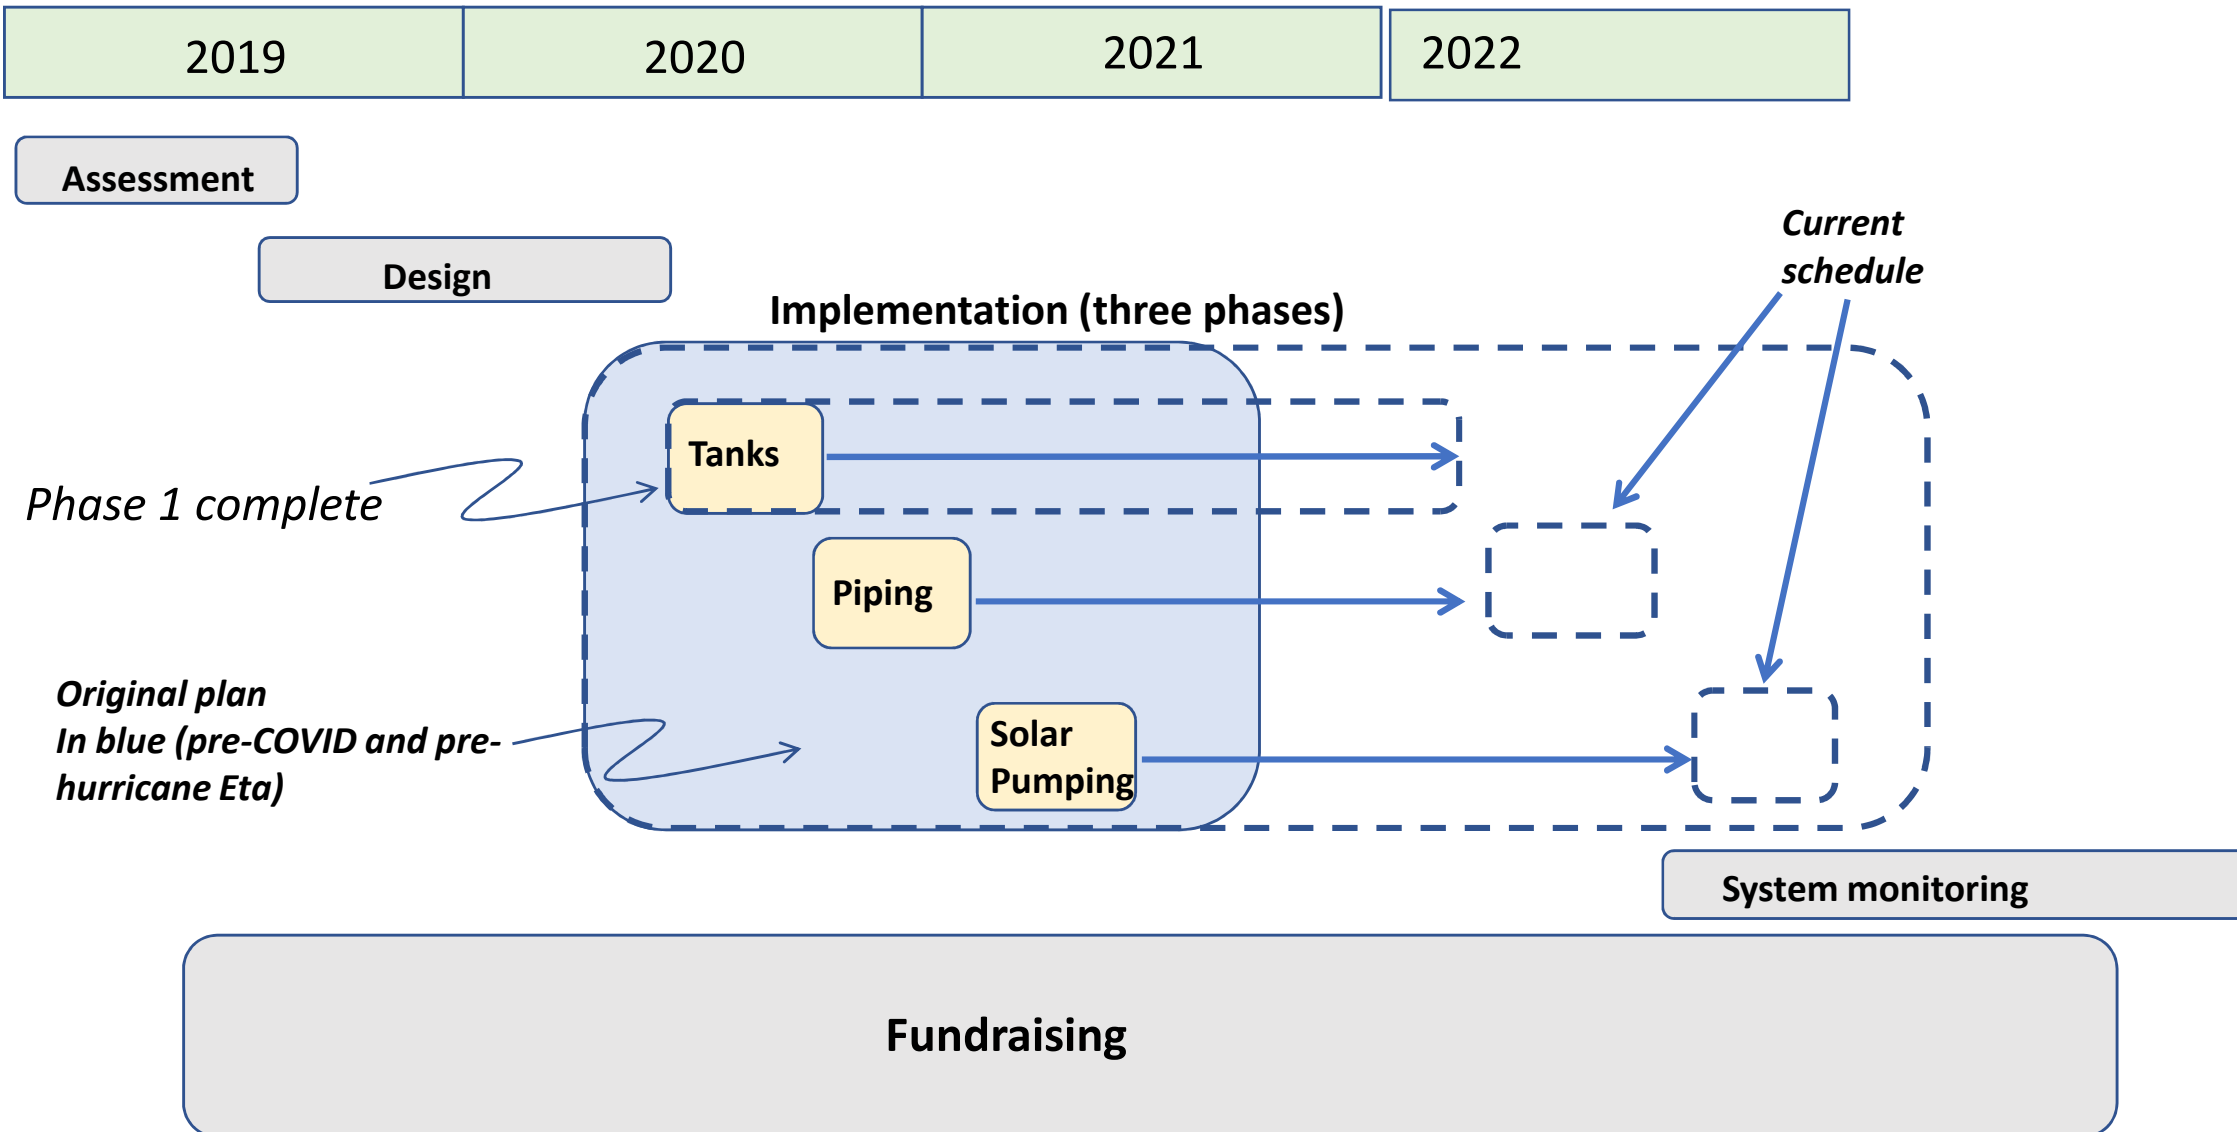 2019
2020
2021
2022
Assessment
Design
Current
schedule
Implementation (three phases)
Tanks
Phase 1 complete
Piping
Original plan
In blue (pre-COVID and pre-
hurricane Eta)
Solar
Pumping
System monitoring
Fundraising